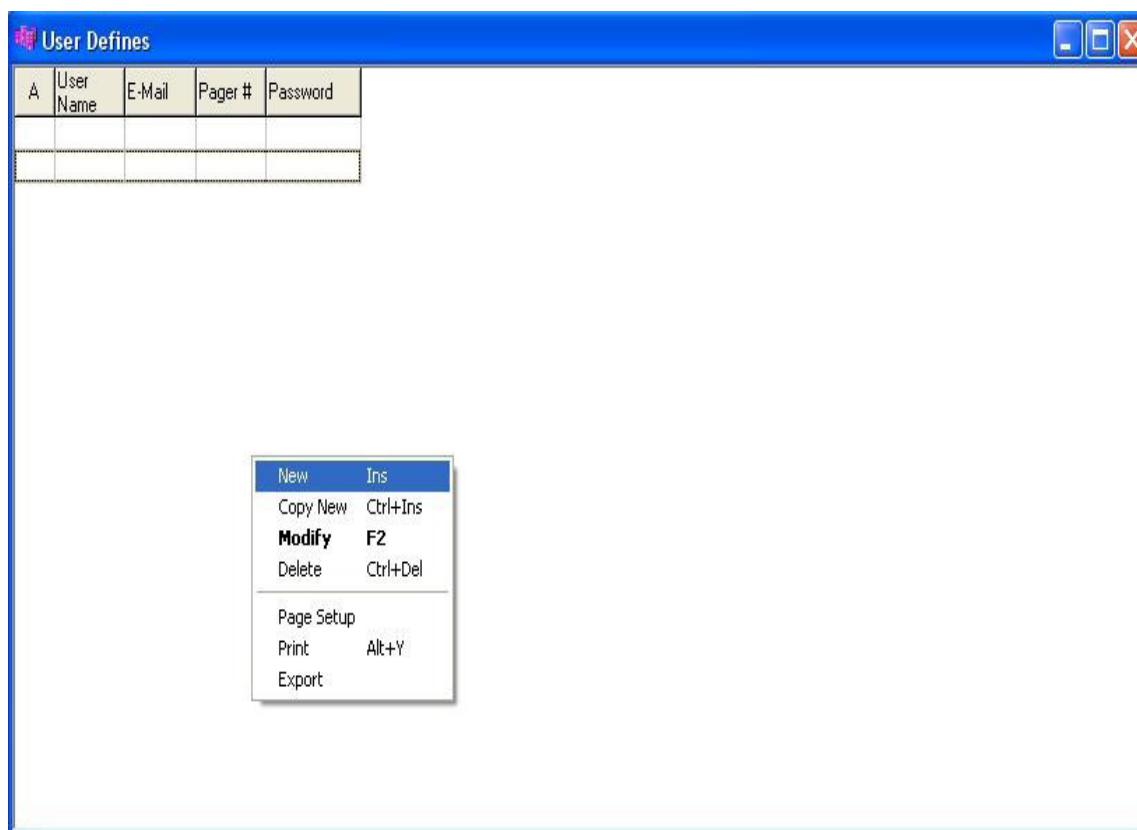 User Defines
A User Name E-Mail Pager # Password
New Ins
Copy New Ctrl+Ins
Modify F2
Delete Ctrl+Del
Page Setup
Print Alt+Y
Export